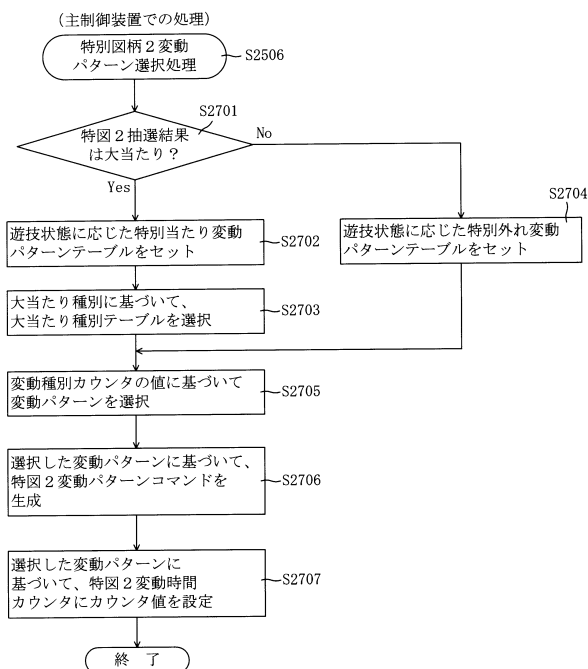 (主制御装置での処理)
特別図柄2変動
パターン選択処理
S2506
S2701
特図2抽選結果
は大当たり?
No
Yes
S2704
遊技状態に応じた特別当たり変動
パターンテーブルをセット
S2702
遊技状態に応じた特別外れ変動
パターンテーブルをセット
大当たり種別に基づいて、
大当たり種別テーブルを選択
S2703
変動種別カウンタの値に基づいて
変動パターンを選択
S2705
選択した変動パターンに基づいて、
特図2変動パターンコマンドを
生成
S2706
選択した変動パターンに
基づいて、特図2変動時間
カウンタにカウンタ値を設定
S2707
終 了